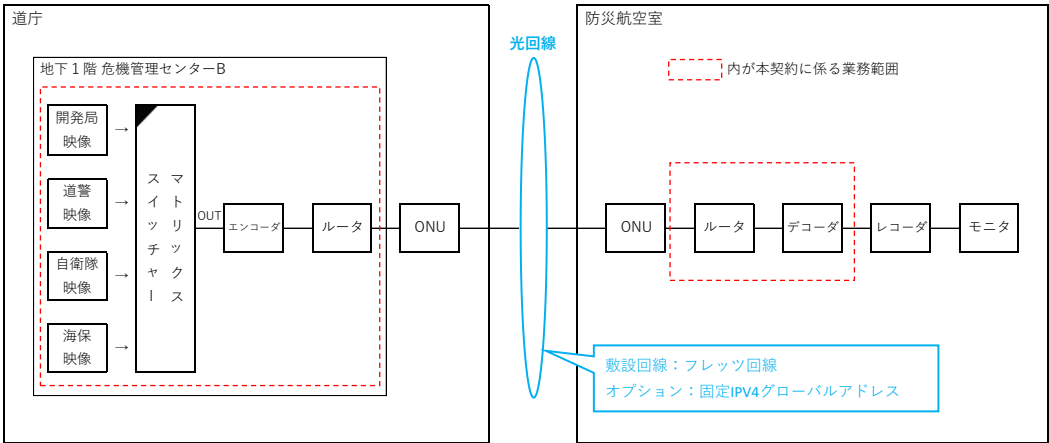 道庁
地下１階 危機管理センターB
開発局
映像
→
道警
映像
→
自衛隊
映像
→
海保
映像
→
マトリックス
スイッチャー
OUT
エンコーダ
ルータ
ONU
光回線
防災航空室
内が本契約に係る業務範囲
ONU
ルータ
デコーダ
レコーダ
モニタ
敷設回線：フレッツ回線
オプション：固定IPV4グローバルアドレス